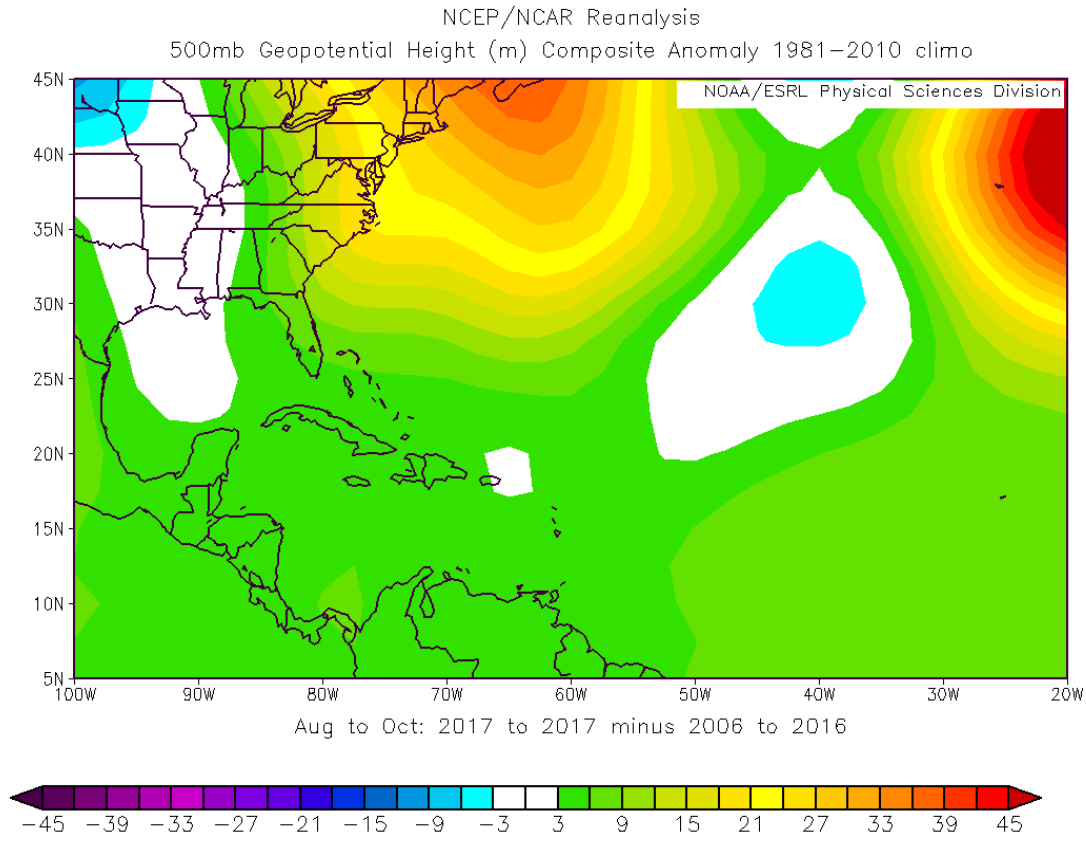 NCEP/NCAR Reanalysis
500mb Geopotential Height (m) Composite Anomaly 1981−2010 climo
NOAA/ESRL Physical Sciences Division
45N
40N
35N
30N
25N
20N
15N
10N
5N
100W 90W 80W 70W 60W 50W 40W 30W 20W
Aug to Oct: 2017 to 2017 minus 2006 to 2016
−45 −39 −33 −27 −21 −15 −9 −3 3 9 15 21 27 33 39 45